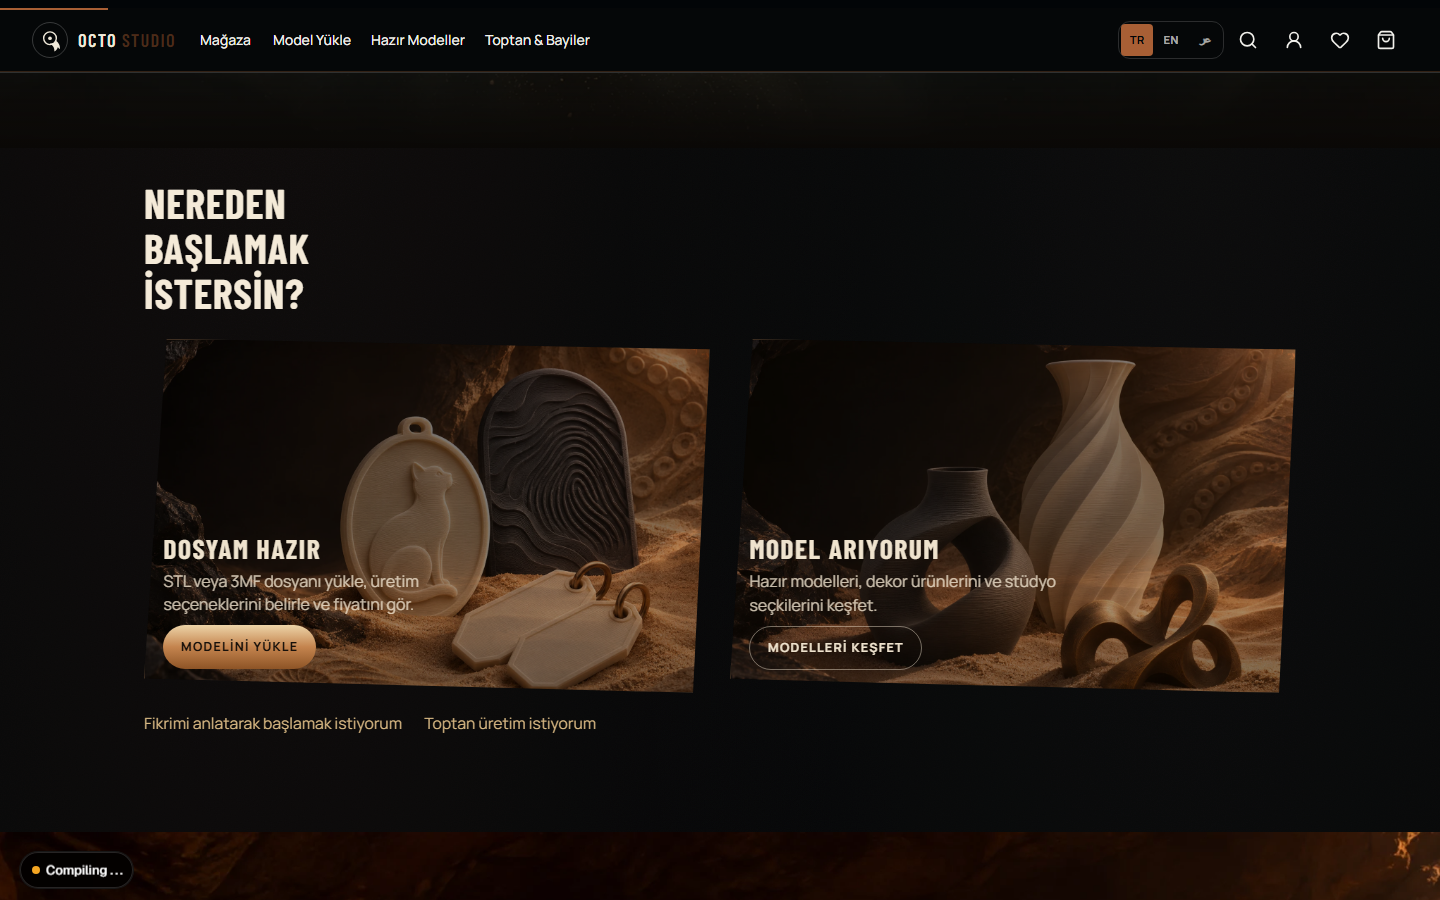 OCTO STUDIO
Mağaza
Model Yükle
Hazır Modeller
Toptan & Bayiler
TR
EN
NEREDEN
BAŞLAMAK
İSTERSİN?
DOSYAM HAZIR
STL veya 3MF dosyanı yükle, üretim
seçeneklerini belirle ve fiyatını gör.
MODELİNİ YÜKLE
MODEL ARIYORUM
Hazır modelleri, dekor ürünlerini ve stüdyo
seçkilerini keşfet.
MODELLERİ KEŞFET
Fikrimi anlatarak başlamak istiyorum
Toptan üretim istiyorum
Compiling ...